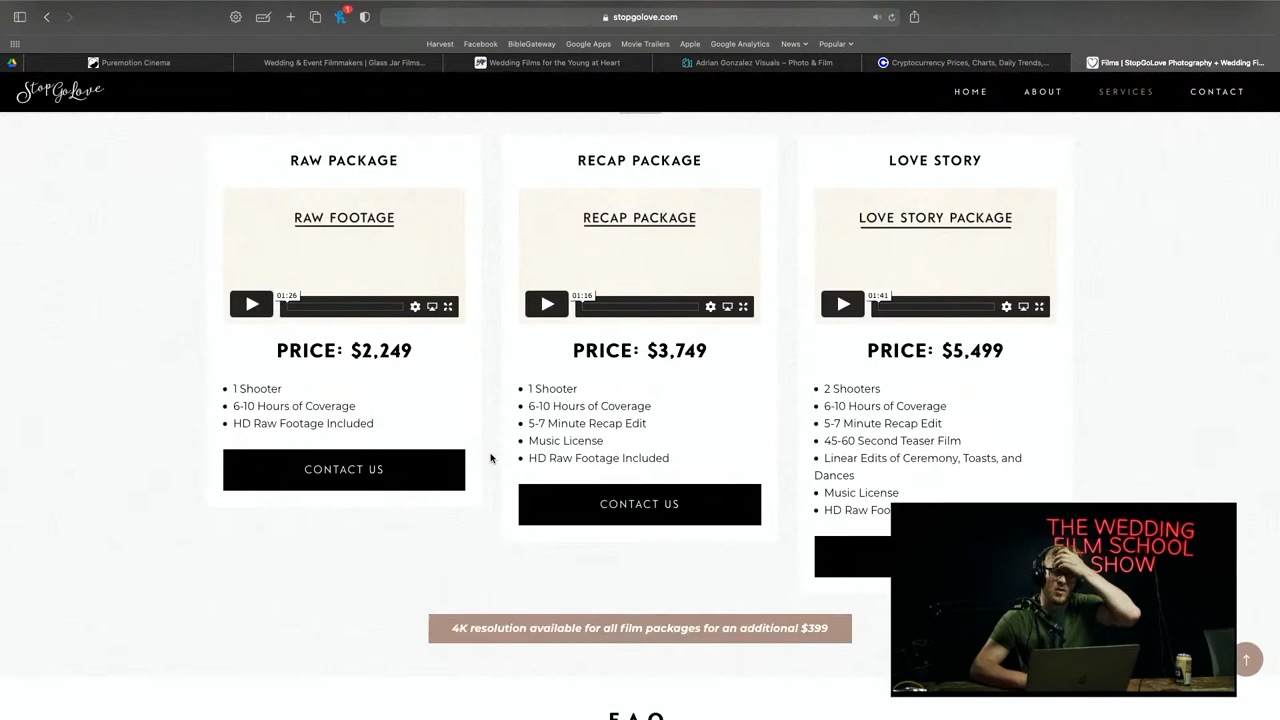 stopgolove.com
1
Harvest Facebook BibleGateway Google Apps Movie Trailers Apple Google Analytics News Popular
Puremotion Cinema
Wedding & Event Filmmakers | Glass Jar Films...
Wedding Films for the Young at Heart
Adrian Gonzalez Visuals – Photo & Film
Cryptocurrency Prices, Charts, Daily Trends,...
Films | StopGoLove Photography + Wedding Fi...
StopGoLove
HOME ABOUT SERVICES CONTACT
RAW PACKAGE
RAW FOOTAGE
01:26
PRICE: $2,249
• 1 Shooter
• 6-10 Hours of Coverage
• HD Raw Footage Included
CONTACT US
RECAP PACKAGE
RECAP PACKAGE
01:16
PRICE: $3,749
• 1 Shooter
• 6-10 Hours of Coverage
• 5-7 Minute Recap Edit
• Music License
• HD Raw Footage Included
CONTACT US
LOVE STORY
LOVE STORY PACKAGE
01:41
PRICE: $5,499
• 2 Shooters
• 6-10 Hours of Coverage
• 5-7 Minute Recap Edit
• 45-60 Second Teaser Film
• Linear Edits of Ceremony, Toasts, and
Dances
• Music License
• HD Raw Foo
THE WEDDING
FILM SCHOOL
SHOW
4K resolution available for all film packages for an additional $399
FAQ